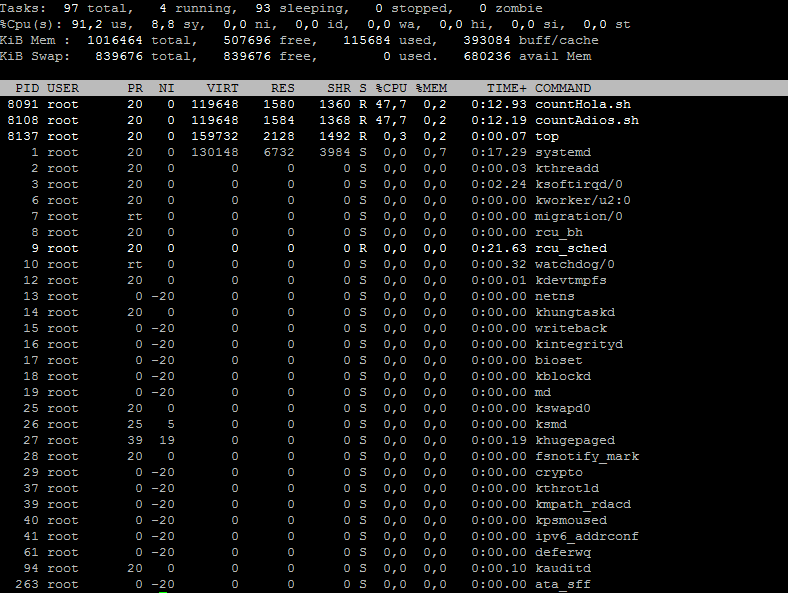 Tasks:  97 total,   4 running,  93 sleeping,   0 stopped,   0 zombie
%Cpu(s): 91,2 us,  8,8 sy,  0,0 ni,  0,0 id,  0,0 wa,  0,0 hi,  0,0 si,  0,0 st
KiB Mem :  1016464 total,   507696 free,   115684 used,   393084 buff/cache
KiB Swap:   839676 total,   839676 free,        0 used.   680236 avail Mem
PID USER      PR  NI    VIRT    RES    SHR S %CPU %MEM     TIME+ COMMAND
8091 root      20   0  119648   1580   1360 R 47,7  0,2   0:12.93 countHola.sh
8108 root      20   0  119648   1584   1368 R 47,7  0,2   0:12.19 countAdios.sh
8137 root      20   0  159732   2128   1492 R  0,3  0,2   0:00.07 top
1 root      20   0  130148   6732   3984 S  0,0  0,7   0:17.29 systemd
2 root      20   0       0      0      0 S  0,0  0,0   0:00.03 kthreadd
3 root      20   0       0      0      0 S  0,0  0,0   0:02.24 ksoftirqd/0
6 root      20   0       0      0      0 S  0,0  0,0   0:00.00 kworker/u2:0
7 root      rt   0       0      0      0 S  0,0  0,0   0:00.00 migration/0
8 root      20   0       0      0      0 S  0,0  0,0   0:00.00 rcu_bh
9 root      20   0       0      0      0 R  0,0  0,0   0:21.63 rcu_sched
10 root      rt   0       0      0      0 S  0,0  0,0   0:00.32 watchdog/0
12 root      20   0       0      0      0 S  0,0  0,0   0:00.01 kdevtmpfs
13 root       0 -20       0      0      0 S  0,0  0,0   0:00.00 netns
14 root      20   0       0      0      0 S  0,0  0,0   0:00.00 khungtaskd
15 root       0 -20       0      0      0 S  0,0  0,0   0:00.00 writeback
16 root       0 -20       0      0      0 S  0,0  0,0   0:00.00 kintegrityd
17 root       0 -20       0      0      0 S  0,0  0,0   0:00.00 bioset
18 root       0 -20       0      0      0 S  0,0  0,0   0:00.00 kblockd
19 root       0 -20       0      0      0 S  0,0  0,0   0:00.00 md
25 root      20   0       0      0      0 S  0,0  0,0   0:00.00 kswapd0
26 root      25   5       0      0      0 S  0,0  0,0   0:00.00 ksmd
27 root      39  19       0      0      0 S  0,0  0,0   0:00.19 khugepaged
28 root      20   0       0      0      0 S  0,0  0,0   0:00.00 fsnotify_mark
29 root       0 -20       0      0      0 S  0,0  0,0   0:00.00 crypto
37 root       0 -20       0      0      0 S  0,0  0,0   0:00.00 kthrotld
39 root       0 -20       0      0      0 S  0,0  0,0   0:00.00 kmpath_rdacd
40 root       0 -20       0      0      0 S  0,0  0,0   0:00.00 kpsmoused
41 root       0 -20       0      0      0 S  0,0  0,0   0:00.00 ipv6_addrconf
61 root       0 -20       0      0      0 S  0,0  0,0   0:00.00 deferwq
94 root      20   0       0      0      0 S  0,0  0,0   0:00.10 kauditd
263 root       0 -20       0      0      0 S  0,0  0,0   0:00.00 ata_sff